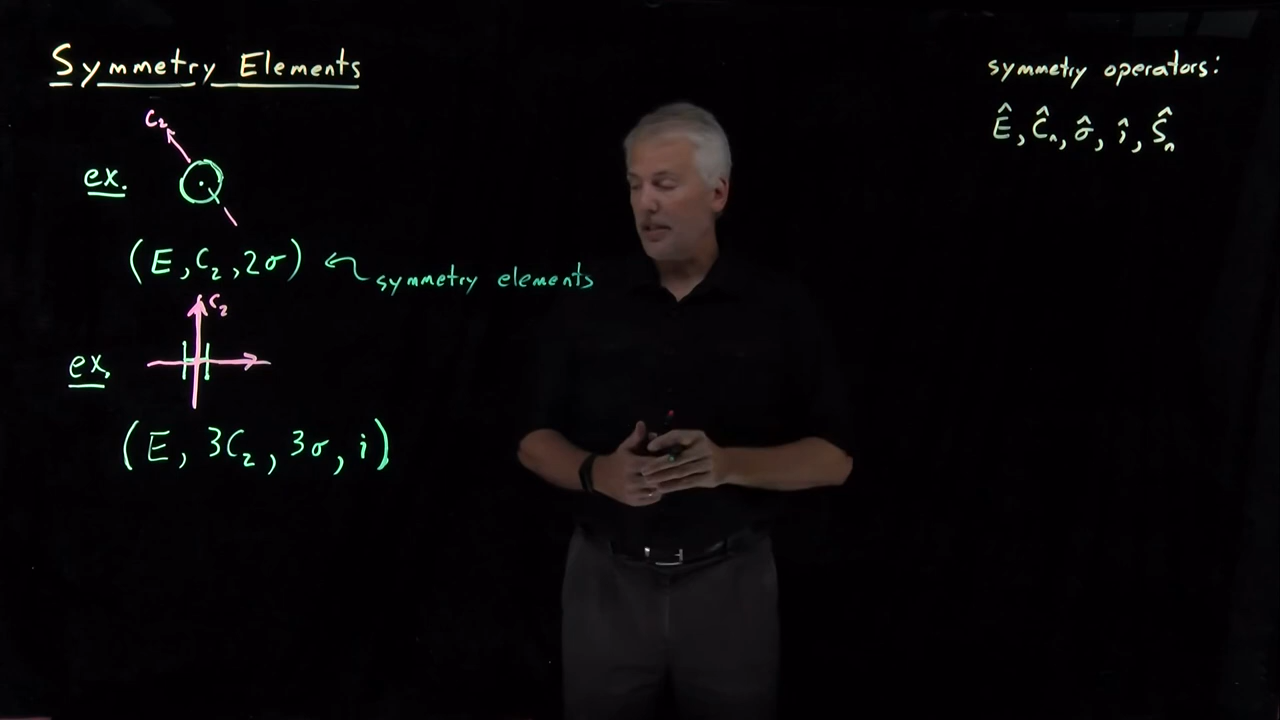 Symmetry Elements
symmetry operators:
Ê, Ĉₙ, σ̂, î, Ŝₙ
C₂
ex.
(E, C₂, 2σ)
symmetry elements
C₂
ex.
(E, 3C₂, 3σ, i)